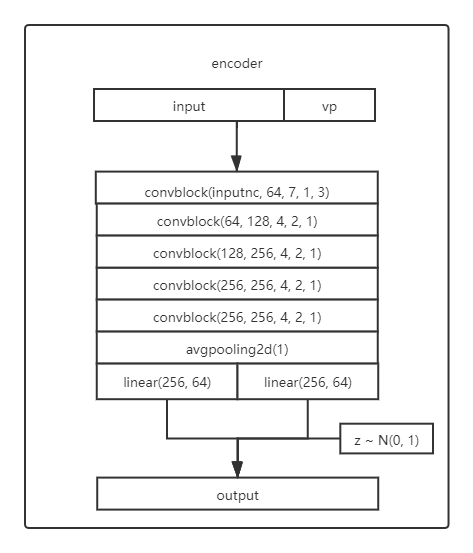 encoder
input
vp
convblock(inputnc, 64, 7, 1, 3)
convblock(64, 128, 4, 2, 1)
convblock(128, 256, 4, 2, 1)
convblock(256, 256, 4, 2, 1)
convblock(256, 256, 4, 2, 1)
avgpooling2d(1)
linear(256, 64)
linear(256, 64)
z ~ N(0, 1)
output